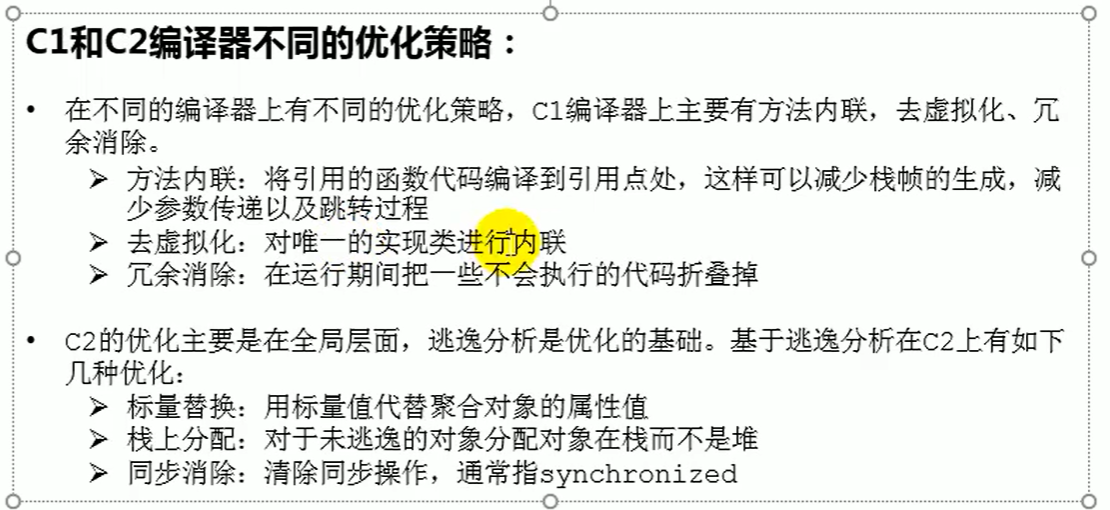 C1和C2编译器不同的优化策略：
• 在不同的编译器上有不同的优化策略，C1编译器上主要有方法内联，去虚拟化、冗
余消除。
➢ 方法内联：将引用的函数代码编译到引用点处，这样可以减少栈帧的生成，减
少参数传递以及跳转过程
➢ 去虚拟化：对唯一的实现类进行内联
➢ 冗余消除：在运行期间把一些不会执行的代码折叠掉
• C2的优化主要是在全局层面，逃逸分析是优化的基础。基于逃逸分析在C2上有如下
几种优化：
➢ 标量替换：用标量值代替聚合对象的属性值
➢ 栈上分配：对于未逃逸的对象分配对象在栈而不是堆
➢ 同步消除：清除同步操作，通常指synchronized